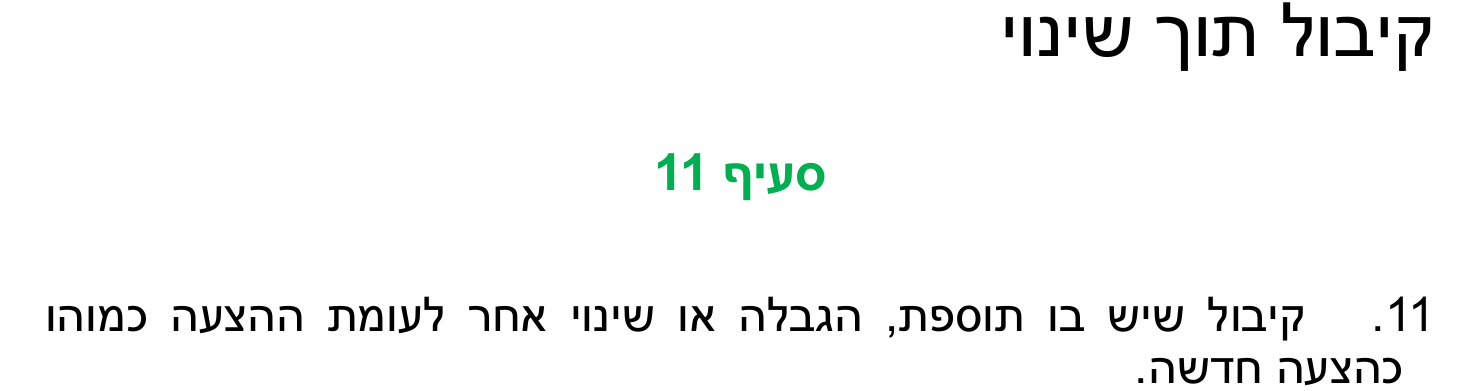 קיבול תוך שינוי
סעיף 11
11. קיבול שיש בו תוספת, הגבלה או שינוי אחר לעומת ההצעה כמוהו
כהצעה חדשה.